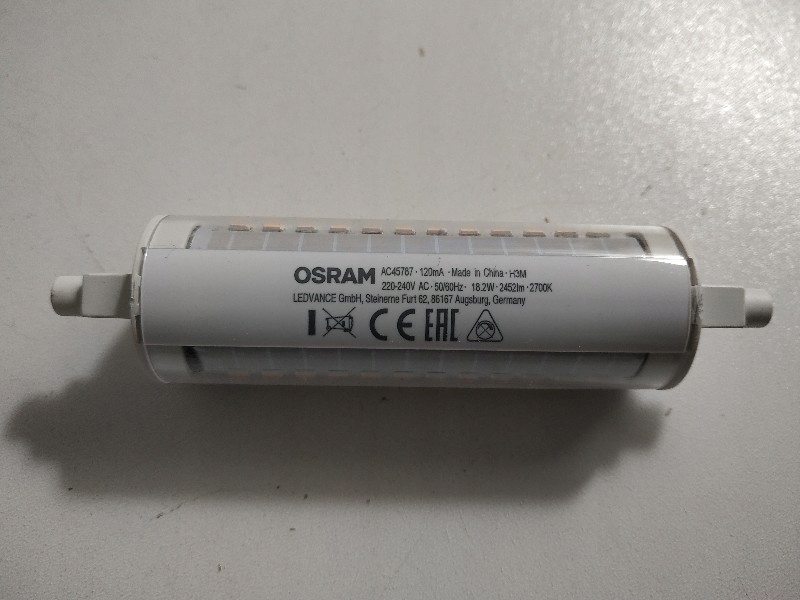 OSRAM AC45767 · 120mA · Made in China · H3M
220-240V AC · 50/60Hz · 18.2W · 2452lm · 2700K
LEDVANCE GmbH, Steinerne Furt 62, 86167 Augsburg, Germany
CE EAC